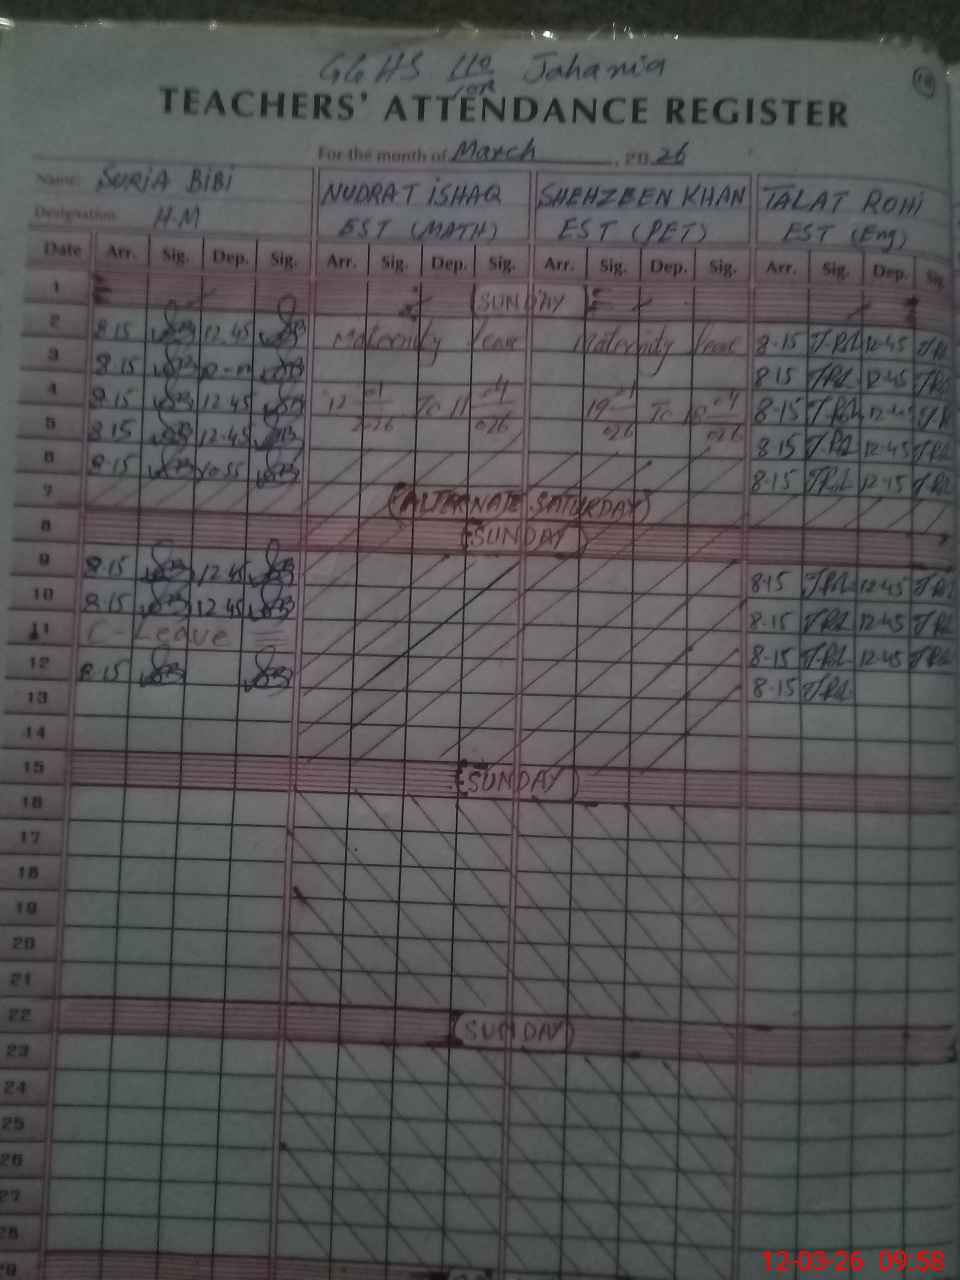 GGHS 110 Jahania
10R
TEACHERS' ATTENDANCE REGISTER
For the month of March, 2026
Name: SURIA BIBI NUDRAT ISHAQ SHEHZEEN KHAN TALAT ROHI
Designation H.M EST (MATH) EST (PET) EST (Eng)
Date Arr. Sig. Dep. Sig. Arr. Sig. Dep. Sig. Arr. Sig. Dep. Sig. Arr. Sig. Dep. Sig.
1 SUNDAY
2 8.15 12.45 Maternity leave Maternity leave 8.15 12.45
3 8.15 8.15 12.45
4 8.15 12.45 8.15
5 8.15 12.45 8.15 12.45
6 8.15 10.55 8.15 12.45
7 (ALTERNATE SATURDAY)
8 (SUNDAY)
9 8.15 12.45 8.15 12.45
10 8.15 12.45 8.15 12.45
11 C-Leave 8.15 12.45
12 8.15 8.15
13
14
15 (SUNDAY)
16
17
18
19
20
21
22 (SUNDAY)
23
24
25
26
27
28
29
12-03-26 09:58